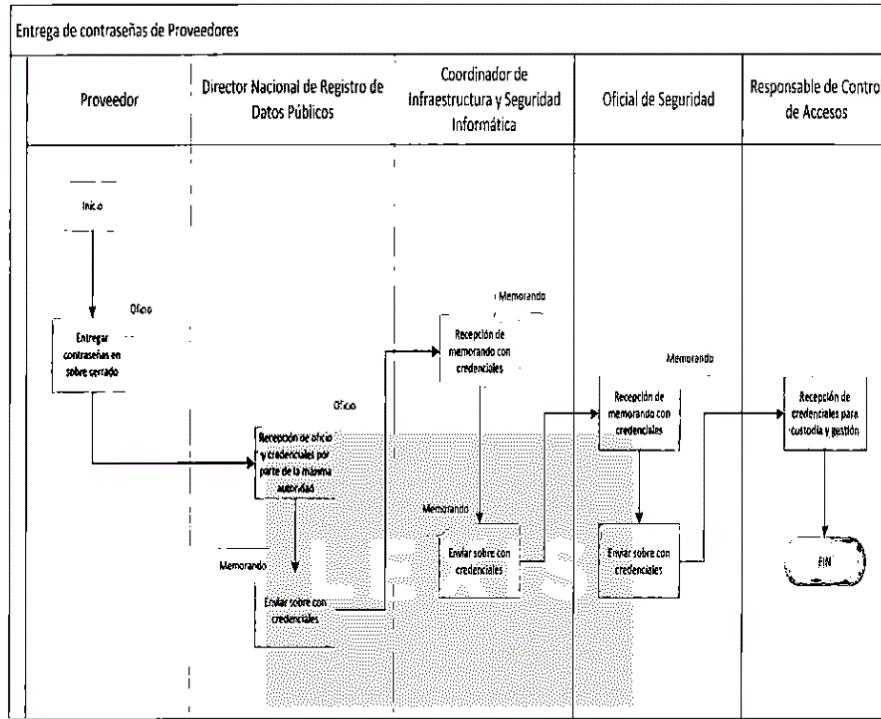 Entrega de contraseñas de Proveedores
Proveedor
Director Nacional de Registro de
Datos Públicos
Coordinador de
Infraestructura y Seguridad
Informática
Oficial de Seguridad
Responsable de Control
de Accesos
Inicio
Oficio
Entregar
contraseñas en
sobre cerrado
Oficio
Recepción de oficio
y credenciales por
parte de la máxima
autoridad
Memorando
Enviar sobre con
credenciales
Memorando
Recepción de
memorando con
credenciales
Memorando
Enviar sobre con
credenciales
Memorando
Recepción de
memorando con
credenciales
Enviar sobre con
credenciales
Recepción de
credenciales para
custodia y gestión
FIN
LEXIS